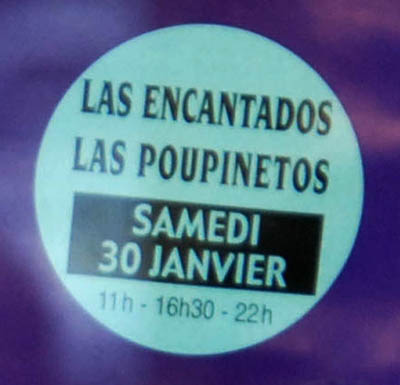 LAS ENCANTADOS
LAS POUPINETOS
SAMEDI
30 JANVIER
11h - 16h30 - 22h